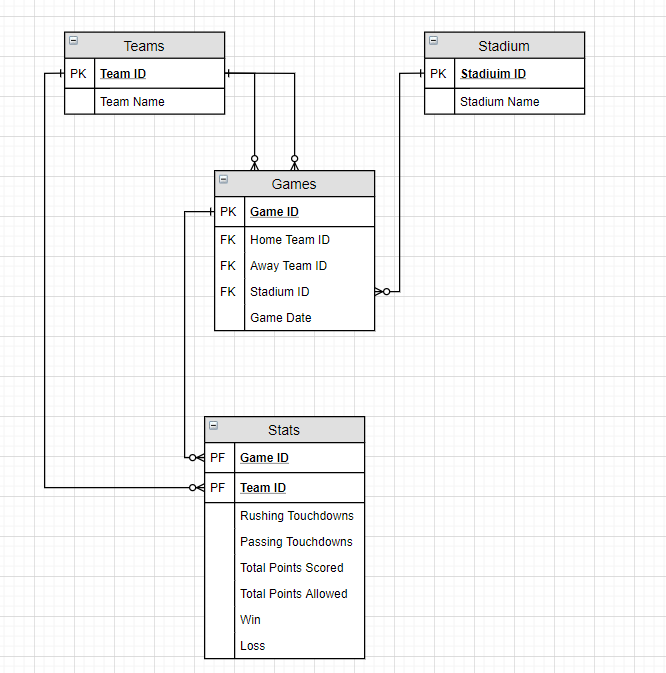 Teams
PK Team ID
Team Name
Stadium
PK Stadiuim ID
Stadium Name
Games
PK Game ID
FK Home Team ID
FK Away Team ID
FK Stadium ID
Game Date
Stats
PF Game ID
PF Team ID
Rushing Touchdowns
Passing Touchdowns
Total Points Scored
Total Points Allowed
Win
Loss